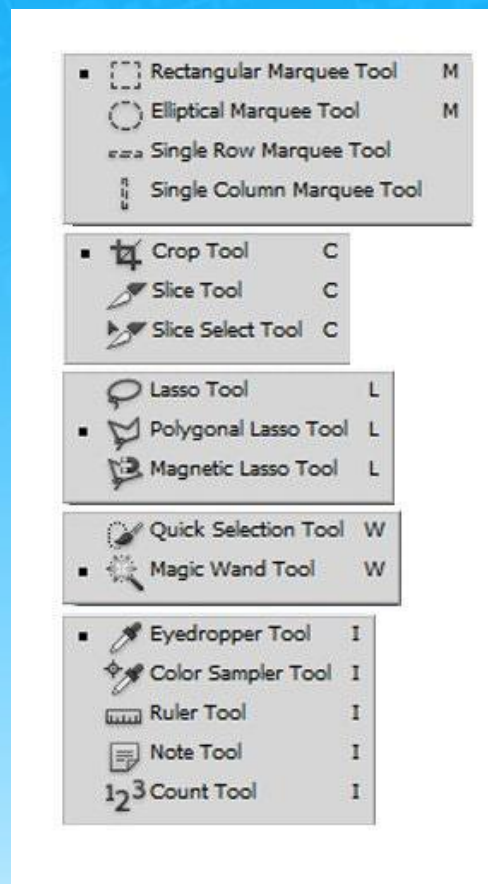 Rectangular Marquee Tool M
Elliptical Marquee Tool M
Single Row Marquee Tool
Single Column Marquee Tool
Crop Tool C
Slice Tool C
Slice Select Tool C
Lasso Tool L
Polygonal Lasso Tool L
Magnetic Lasso Tool L
Quick Selection Tool W
Magic Wand Tool W
Eyedropper Tool I
Color Sampler Tool I
Ruler Tool I
Note Tool I
123 Count Tool I